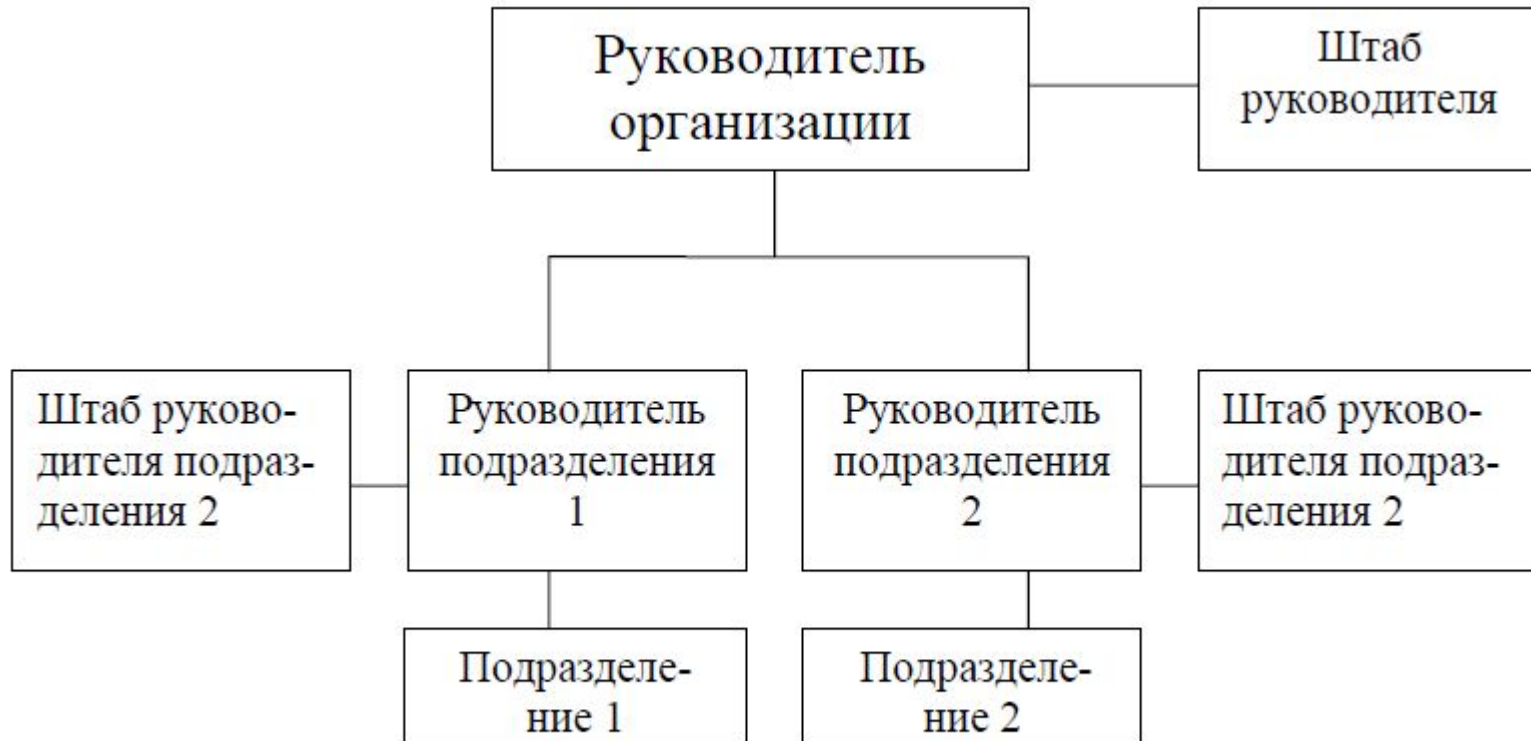 Руководитель
организации
Штаб
руководителя
Штаб руково-
дителя подраз-
деления 2
Руководитель
подразделения
1
Руководитель
подразделения
2
Штаб руково-
дителя подраз-
деления 2
Подразделе-
ние 1
Подразделе-
ние 2